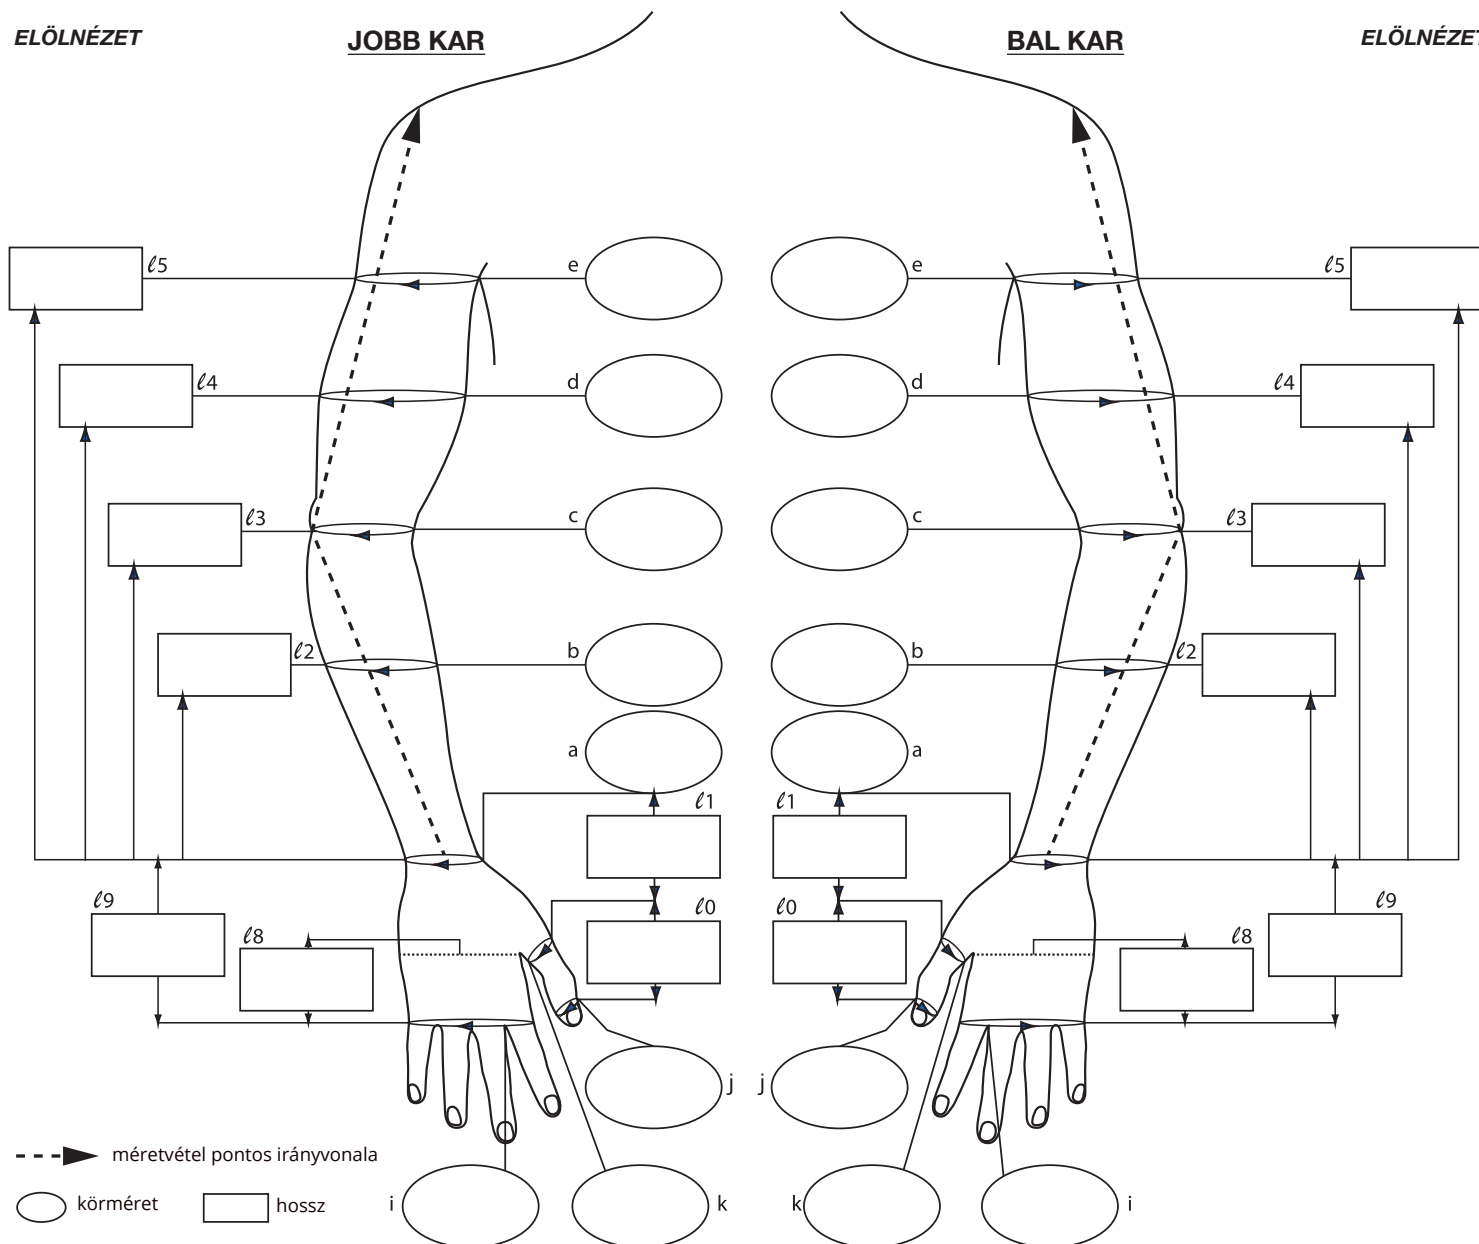 ELÖLNÉZET JOBB KAR BAL KAR ELÖLNÉZET
ℓ5 e e ℓ5
ℓ4 d d ℓ4
ℓ3 c c ℓ3
ℓ2 b b ℓ2
a a
ℓ1 ℓ1
ℓ9 ℓ0 ℓ0 ℓ9
ℓ8 ℓ8
j j
méretvétel pontos irányvonala
körméret hossz i k k i